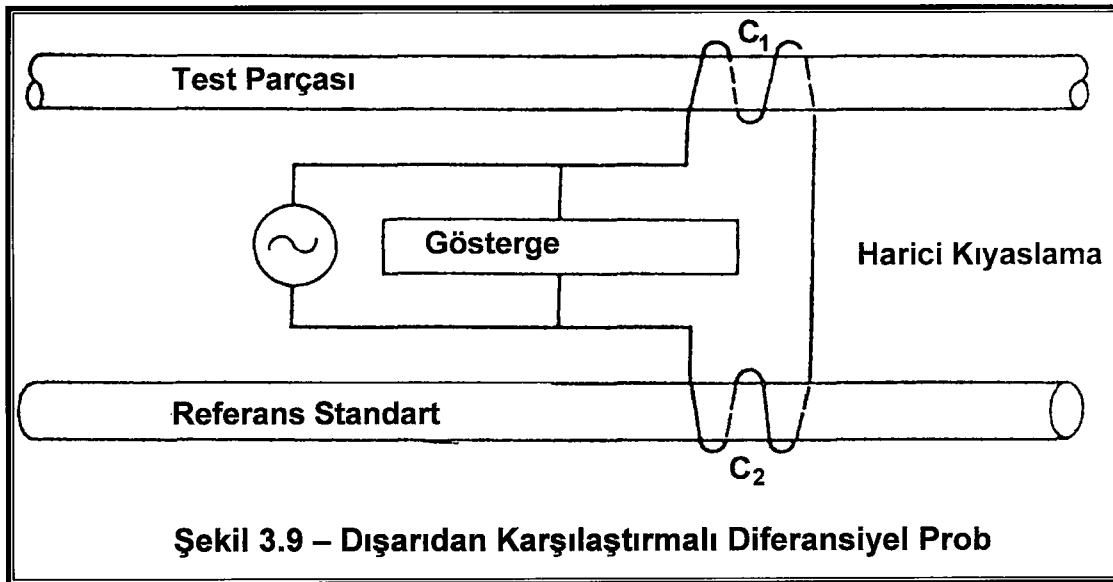 C1
Test Parçası
Gösterge
Harici Kıyaslama
Referans Standart
C2
Şekil 3.9 – Dışarıdan Karşılaştırmalı Diferansiyel Prob